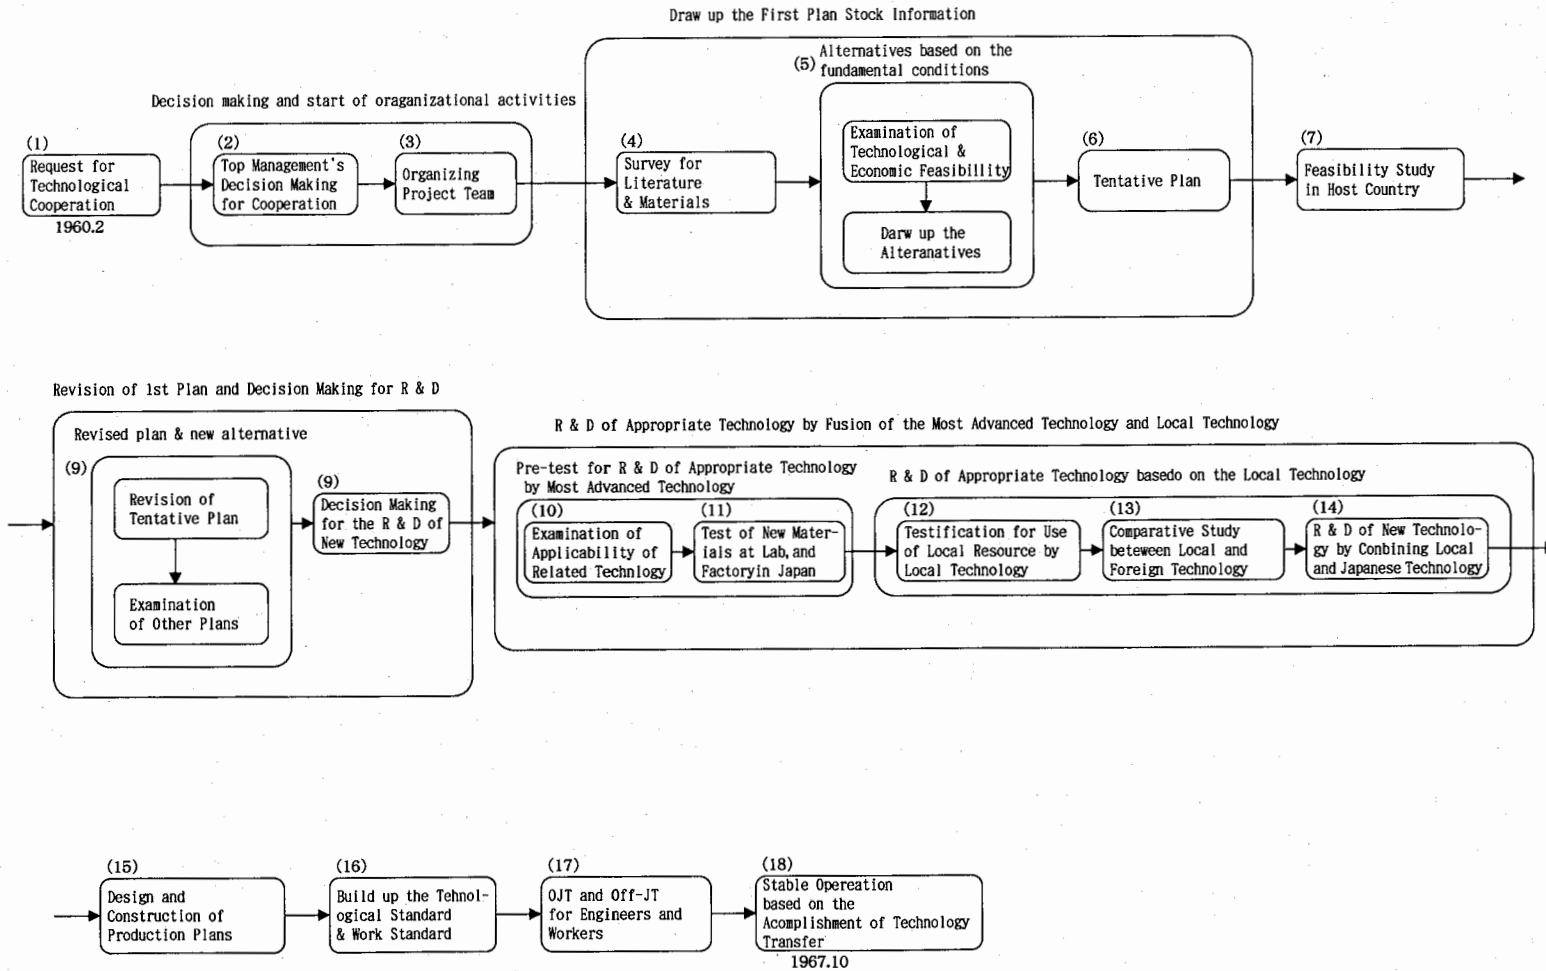 Draw up the First Plan Stock Information
Decision making and start of oraganizational activities
(1)
Request for
Technological
Cooperation
1960.2
(2)
Top Management's
Decision Making
for Cooperation
(3)
Organizing
Project Team
(4)
Survey for
Literature
& Materials
(5)
Alternatives based on the
fundamental conditions
Examination of
Technological &
Economic Feasibillity
Darw up the
Alteranatives
(6)
Tentative Plan
(7)
Feasibility Study
in Host Country
Revision of 1st Plan and Decision Making for R & D
Revised plan & new alternative
(9)
Revision of
Tentative Plan
Examination
of Other Plans
(9)
Decision Making
for the R & D of
New Technology
R & D of Appropriate Technology by Fusion of the Most Advanced Technology and Local Technology
Pre-test for R & D of Appropriate Technology
by Most Advanced Technology
(10)
Examination of
Applicability of
Related Technlogy
(11)
Test of New Mater-
ials at Lab, and
Factoryin Japan
R & D of Appropriate Technology basedo on the Local Technology
(12)
Testification for Use
of Local Resource by
Local Technology
(13)
Comparative Study
beteween Local and
Foreign Technology
(14)
R & D of New Technolo-
gy by Conbining Local
and Japanese Technology
(15)
Design and
Construction of
Production Plans
(16)
Build up the Tehnol-
ogical Standard
& Work Standard
(17)
OJT and Off-JT
for Engineers and
Workers
(18)
Stable Opereation
based on the
Acomplishment of Technology
Transfer
1967.10